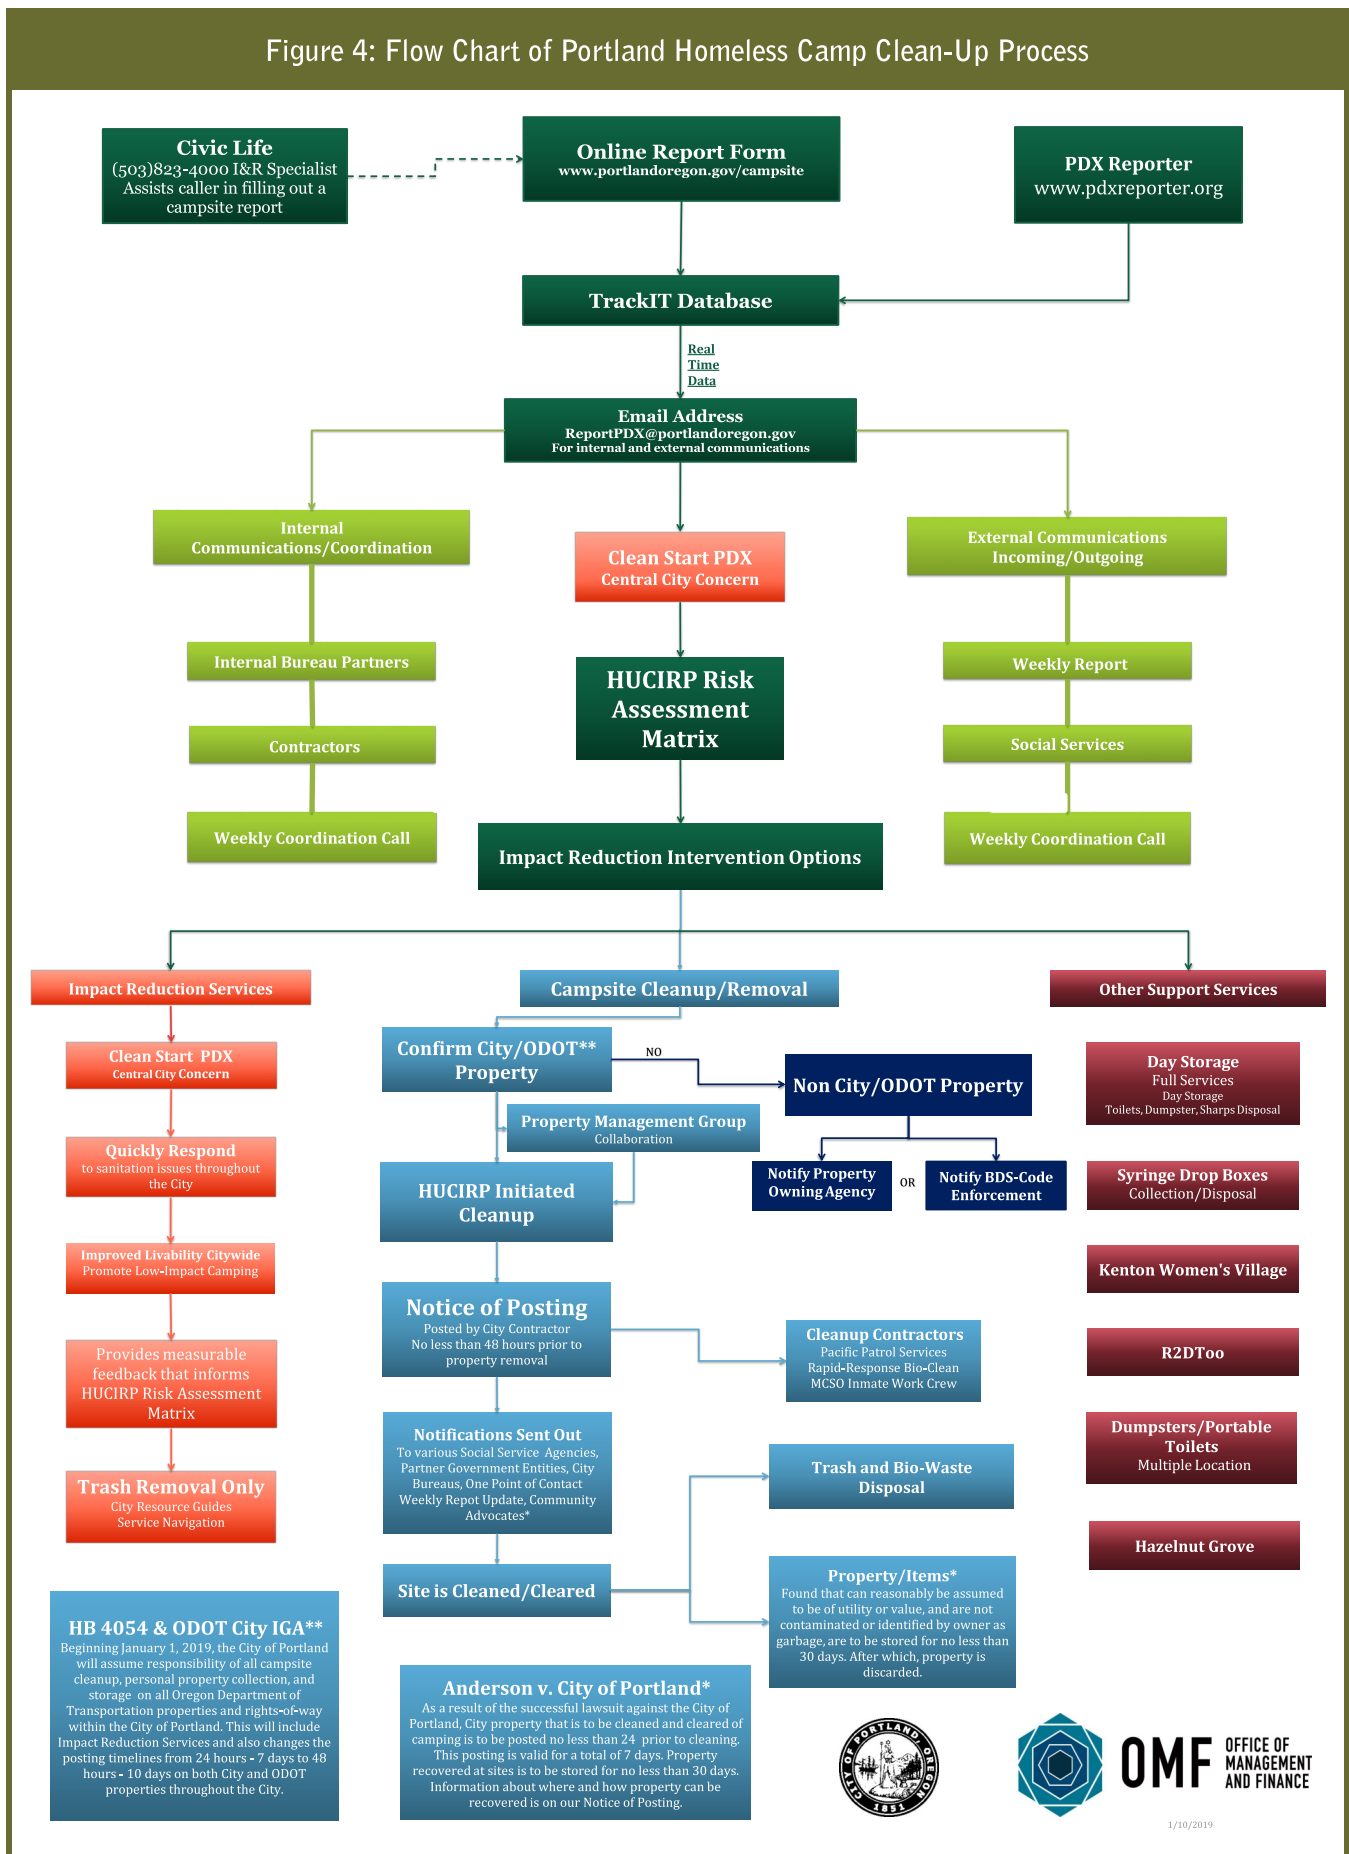 Figure 4: Flow Chart of Portland Homeless Camp Clean-Up Process
Civic Life
(503)823-4000 I&R Specialist
Assists caller in filling out a
campsite report
Online Report Form
www.portlandoregon.gov/campsite
PDX Reporter
www.pdxreporter.org
TrackIT Database
Real
Time
Data
Email Address
ReportPDX@portlandoregon.gov
For internal and external communications
Internal
Communications/Coordination
Clean Start PDX
Central City Concern
External Communications
Incoming/Outgoing
Internal Bureau Partners
HUCIRP Risk
Assessment
Matrix
Weekly Report
Contractors
Social Services
Weekly Coordination Call
Impact Reduction Intervention Options
Weekly Coordination Call
Impact Reduction Services
Clean Start PDX
Central City Concern
Quickly Respond
to sanitation issues throughout
the City
Improved Livability Citywide
Promote Low-Impact Camping
Provides measurable
feedback that informs
HUCIRP Risk Assessment
Matrix
Trash Removal Only
City Resource Guides
Service Navigation
Campsite Cleanup/Removal
Confirm City/ODOT**
Property
NO
Non City/ODOT Property
Property Management Group
Collaboration
Notify Property
Owning Agency
OR
Notify BDS-Code
Enforcement
HUCIRP Initiated
Cleanup
Notice of Posting
Posted by City Contractor
No less than 48 hours prior to
property removal
Cleanup Contractors
Pacific Patrol Services
Rapid-Response Bio-Clean
MCSO Inmate Work Crew
Notifications Sent Out
To various Social Service Agencies,
Partner Government Entities, City
Bureaus, One Point of Contact
Weekly Repot Update, Community
Advocates*
Trash and Bio-Waste
Disposal
Site is Cleaned/Cleared
Property/Items*
Found that can reasonably be assumed
to be of utility or value, and are not
contaminated or identified by owner as
garbage, are to be stored for no less than
30 days. After which, property is
discarded.
Other Support Services
Day Storage
Full Services
Day Storage
Toilets, Dumpster, Sharps Disposal
Syringe Drop Boxes
Collection/Disposal
Kenton Women's Village
R2DToo
Dumpsters/Portable
Toilets
Multiple Location
Hazelnut Grove
HB 4054 & ODOT City IGA**
Beginning January 1, 2019, the City of Portland
will assume responsibility of all campsite
cleanup, personal property collection, and
storage on all Oregon Department of
Transportation properties and rights-of-way
within the City of Portland. This will include
Impact Reduction Services and also changes the
posting timelines from 24 hours - 7 days to 48
hours - 10 days on both City and ODOT
properties throughout the City.
Anderson v. City of Portland*
As a result of the successful lawsuit against the City of
Portland, City property that is to be cleaned and cleared of
camping is to be posted no less than 24 prior to cleaning.
This posting is valid for a total of 7 days. Property
recovered at sites is to be stored for no less than 30 days.
Information about where and how property can be
recovered is on our Notice of Posting.
CITY OF PORTLAND, OREGON
1851
OMF
OFFICE OF
MANAGEMENT
AND FINANCE
1/10/2019